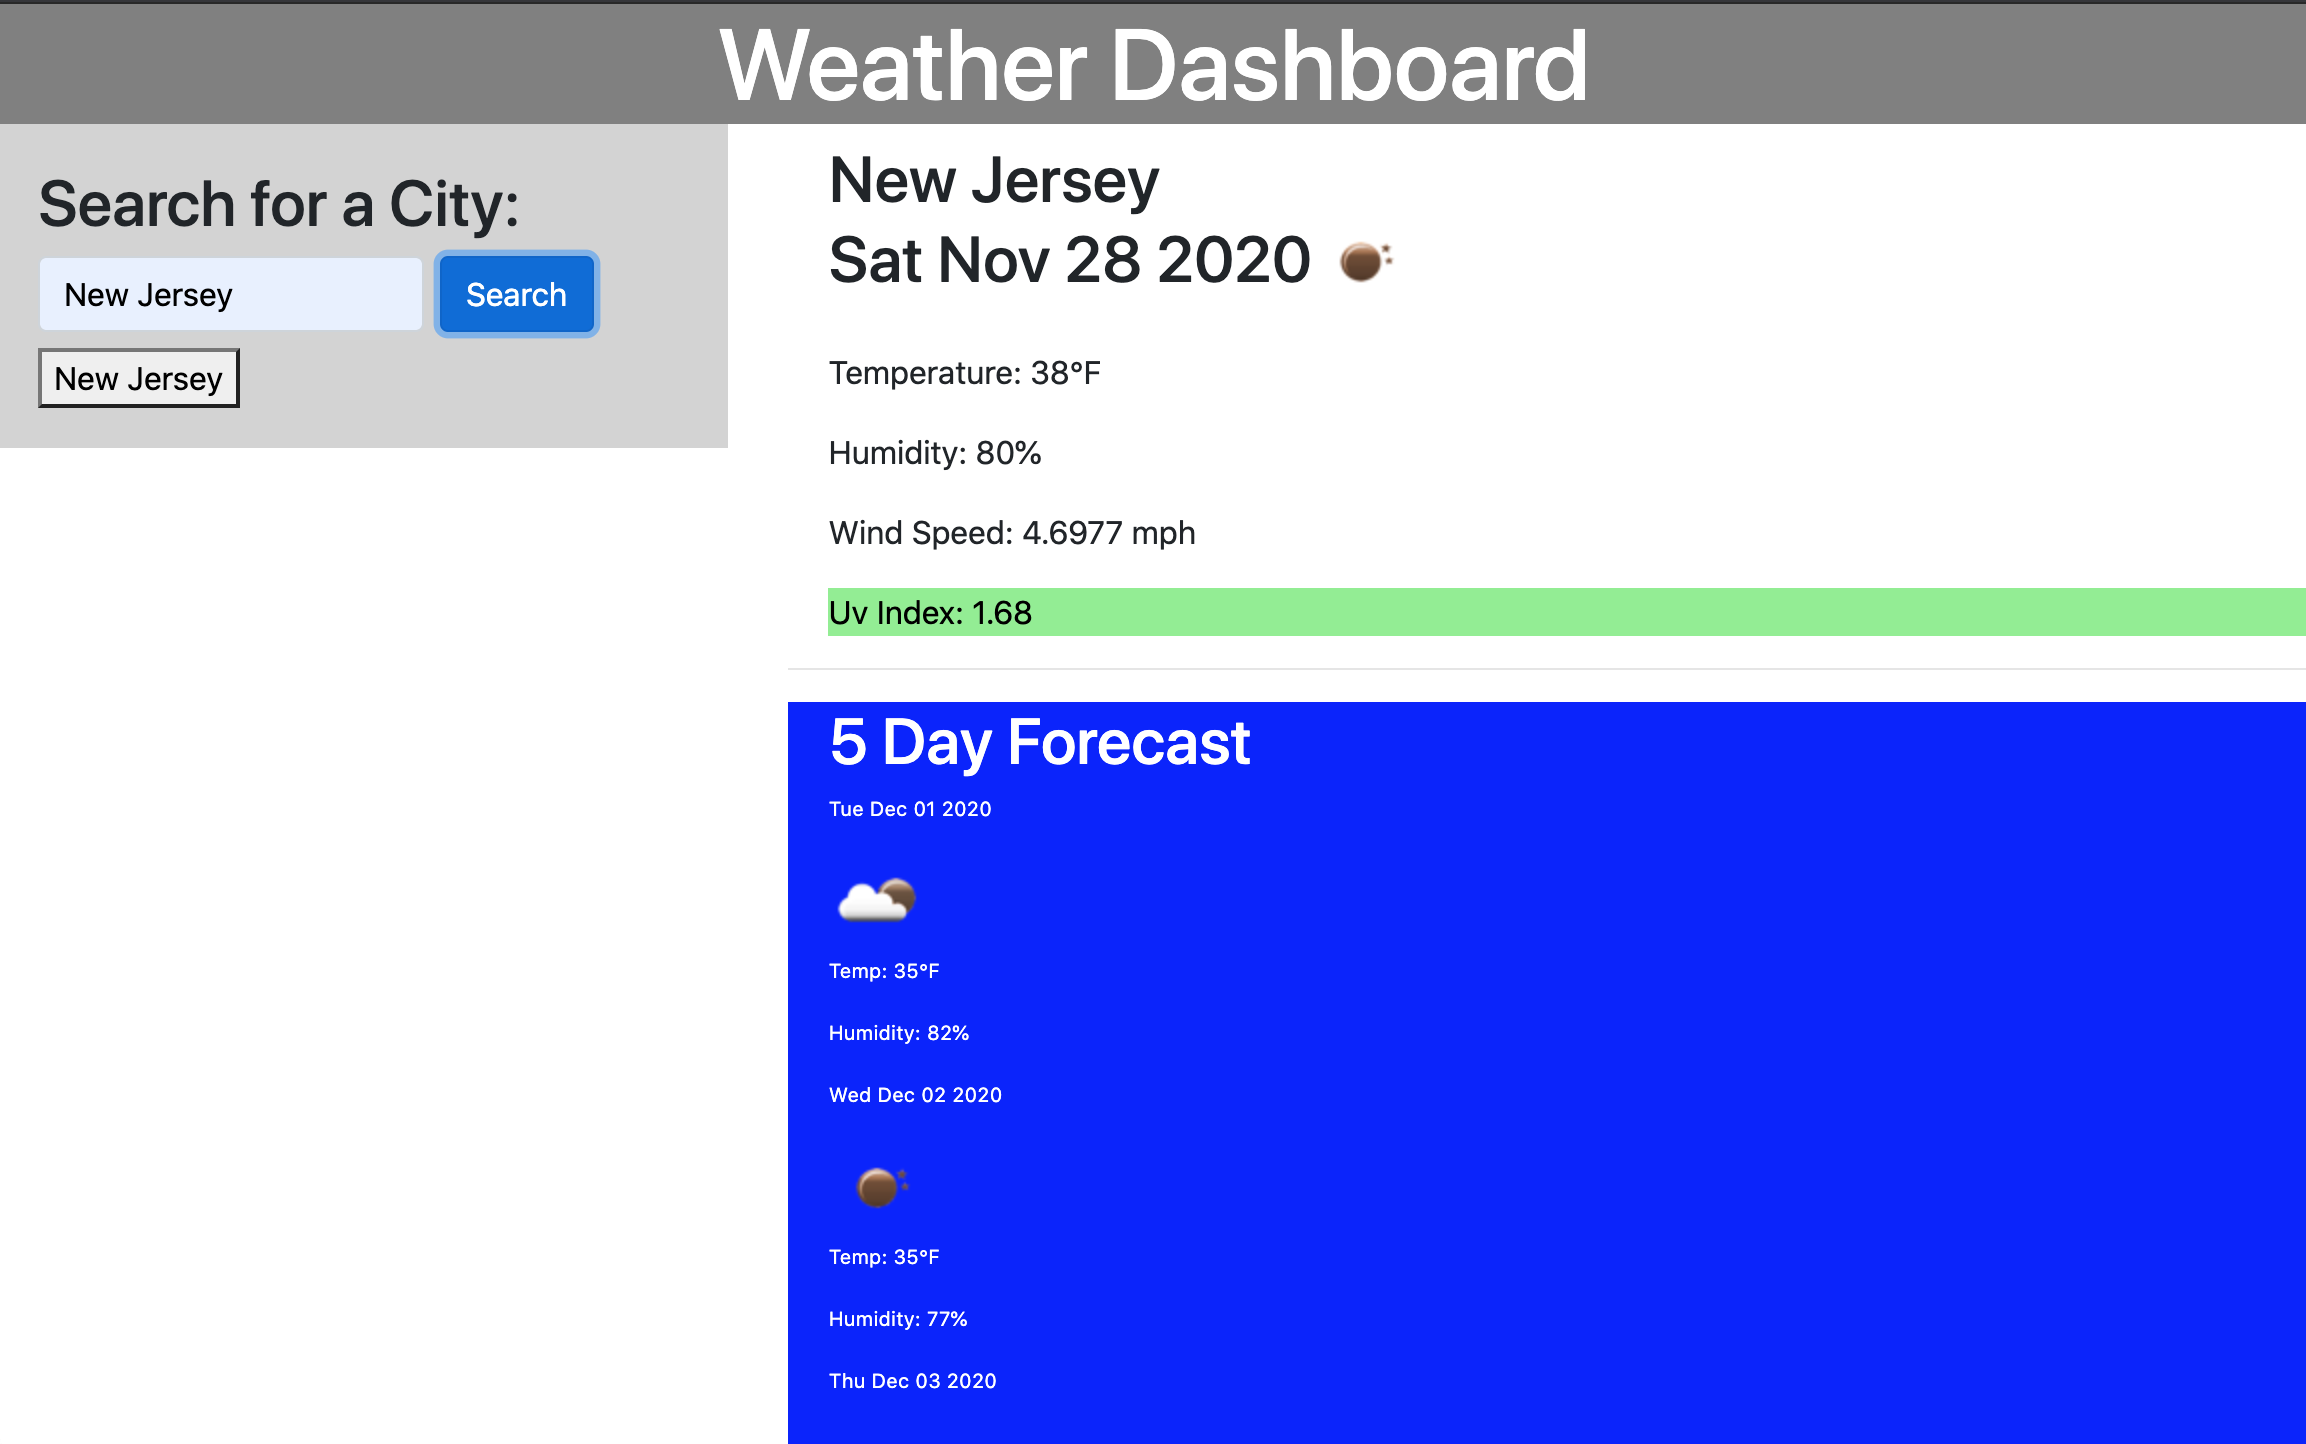 Weather Dashboard
Search for a City:
New Jersey
Search
New Jersey
New Jersey
Sat Nov 28 2020
Temperature: 38°F
Humidity: 80%
Wind Speed: 4.6977 mph
Uv Index: 1.68
5 Day Forecast
Tue Dec 01 2020
Temp: 35°F
Humidity: 82%
Wed Dec 02 2020
Temp: 35°F
Humidity: 77%
Thu Dec 03 2020